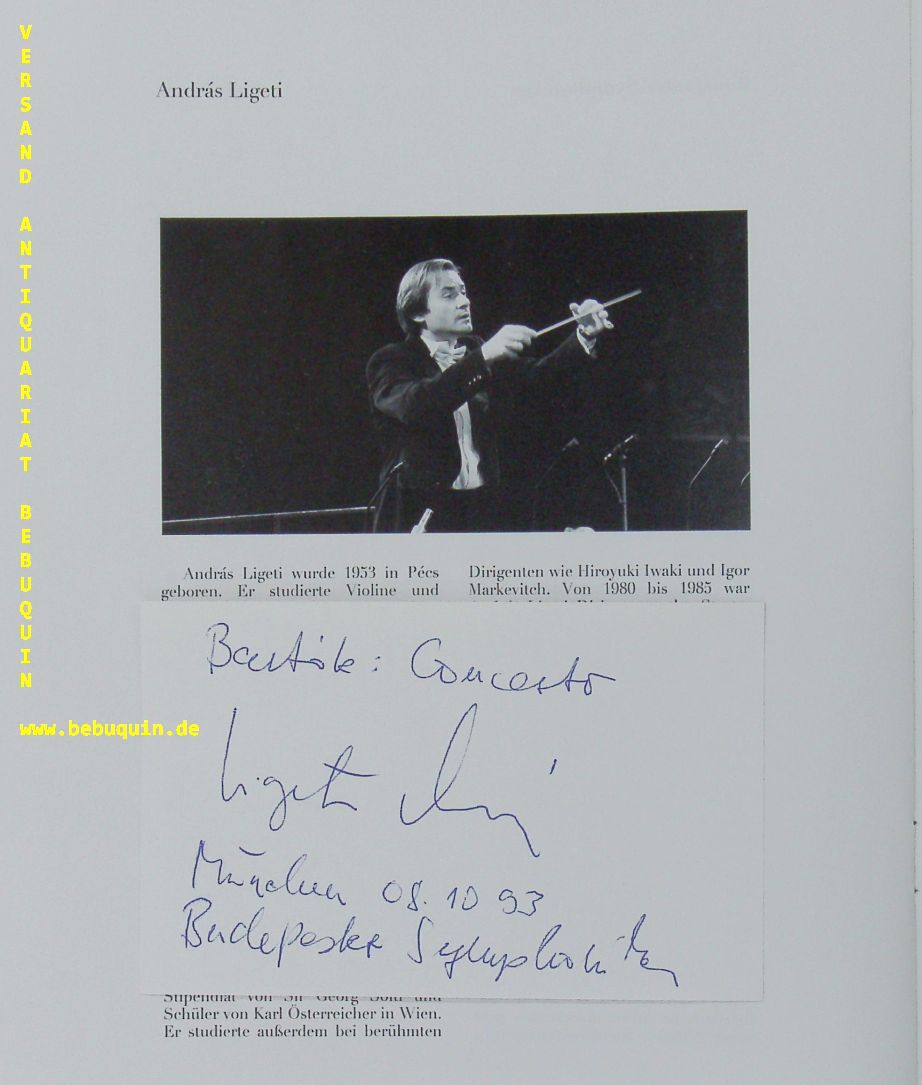 VERSAND ANTIQUARIAT BEBUQUIN
www.bebuquin.de
András Ligeti
András Ligeti wurde 1953 in Pécs
geboren. Er studierte Violine und
Dirigenten wie Hiroyuki Iwaki und Igor
Markevitch. Von 1980 bis 1985 war
Bartók: Concerto
Ligeti András
München 08.10 93
Budapester Symphoniker
Stipendiat von Sir Georg Solti und
Schüler von Karl Österreicher in Wien.
Er studierte außerdem bei berühmten